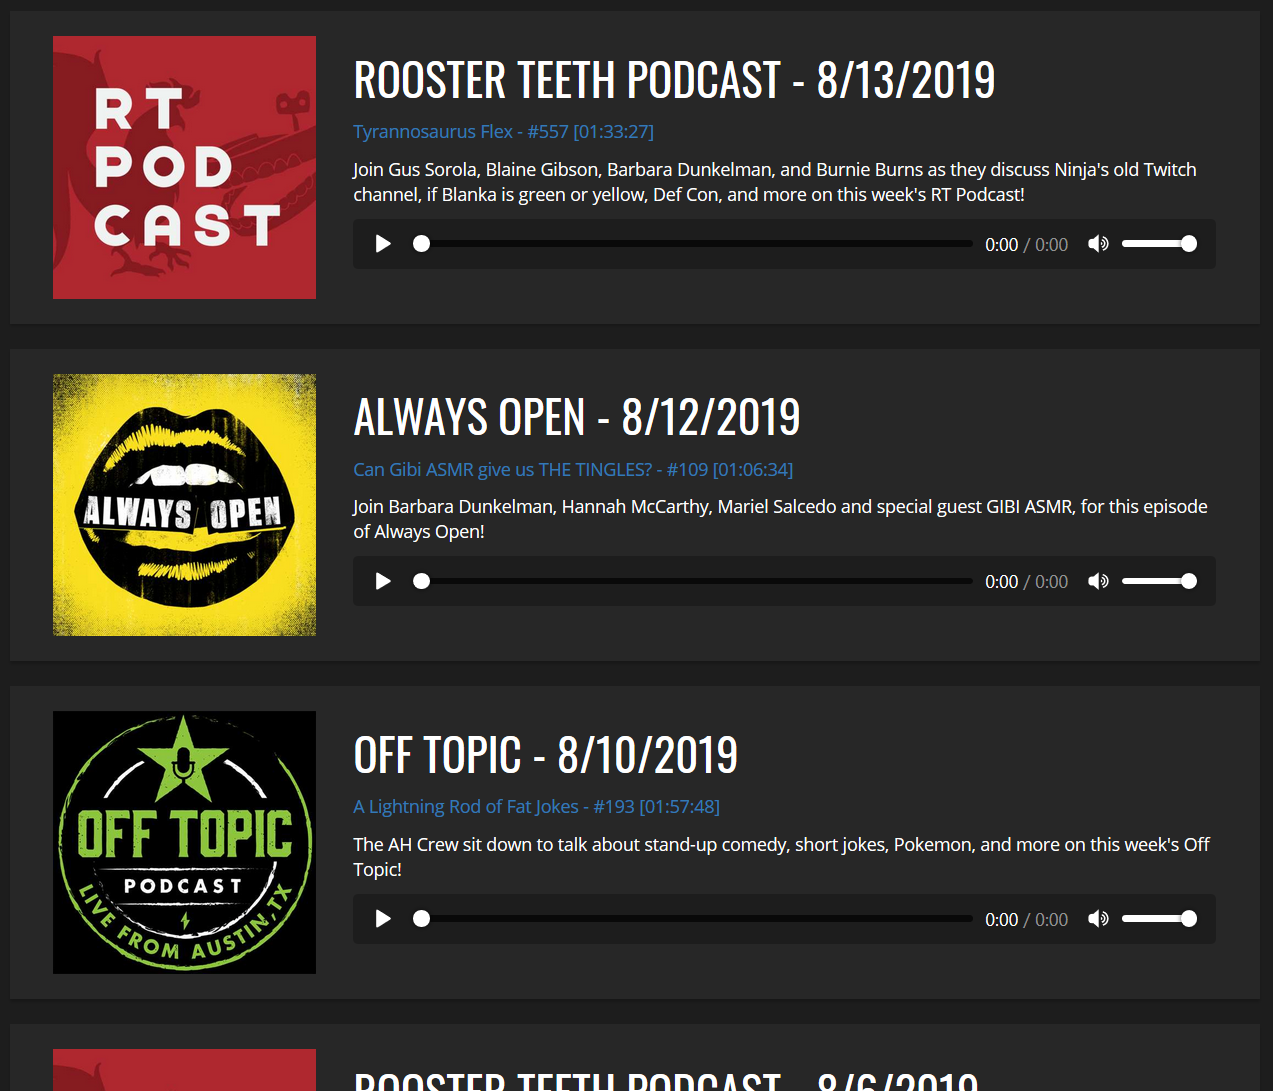 RT
POD
CAST
ROOSTER TEETH PODCAST - 8/13/2019
Tyrannosaurus Flex - #557 [01:33:27]
Join Gus Sorola, Blaine Gibson, Barbara Dunkelman, and Burnie Burns as they discuss Ninja's old Twitch
channel, if Blanka is green or yellow, Def Con, and more on this week's RT Podcast!
0:00 / 0:00
ALWAYS OPEN
ALWAYS OPEN - 8/12/2019
Can Gibi ASMR give us THE TINGLES? - #109 [01:06:34]
Join Barbara Dunkelman, Hannah McCarthy, Mariel Salcedo and special guest GIBI ASMR, for this episode
of Always Open!
0:00 / 0:00
OFF TOPIC
PODCAST
LIVE FROM AUSTIN, TX
OFF TOPIC - 8/10/2019
A Lightning Rod of Fat Jokes - #193 [01:57:48]
The AH Crew sit down to talk about stand-up comedy, short jokes, Pokemon, and more on this week's Off
Topic!
0:00 / 0:00
ROOSTER TEETH PODCAST - 8/6/2019